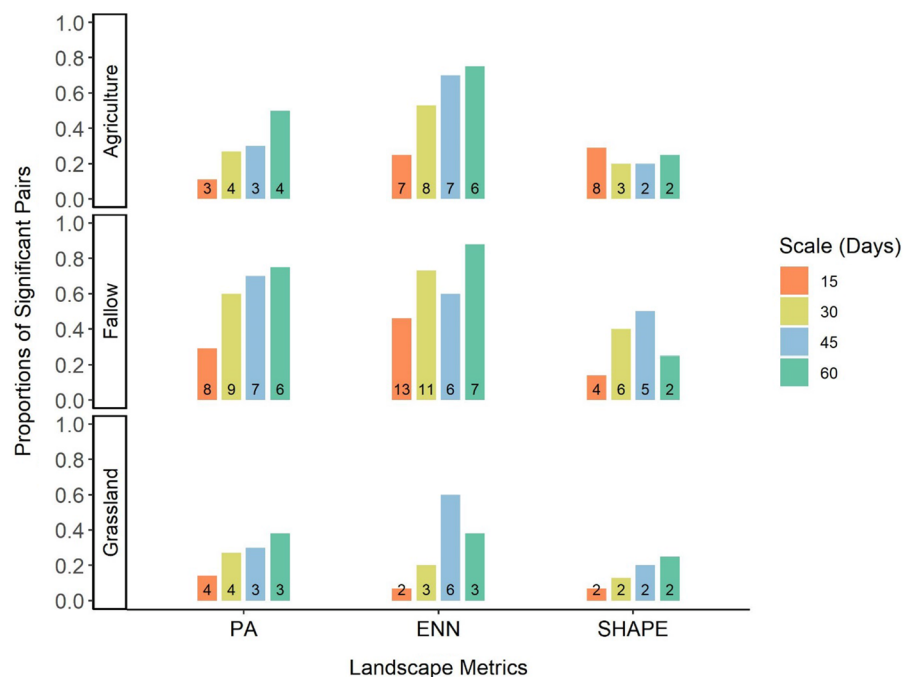 Proportions of Significant Pairs
Agriculture
1.0
0.8
0.6
0.4
0.2
0.0
3 4 3 4
7 8 7 6
8 3 2 2
Fallow
1.0
0.8
0.6
0.4
0.2
0.0
8 9 7 6
13 11 6 7
4 6 5 2
Grassland
1.0
0.8
0.6
0.4
0.2
0.0
4 4 3 3
2 3 6 3
2 2 2 2
PA ENN SHAPE
Landscape Metrics
Scale (Days)
15
30
45
60